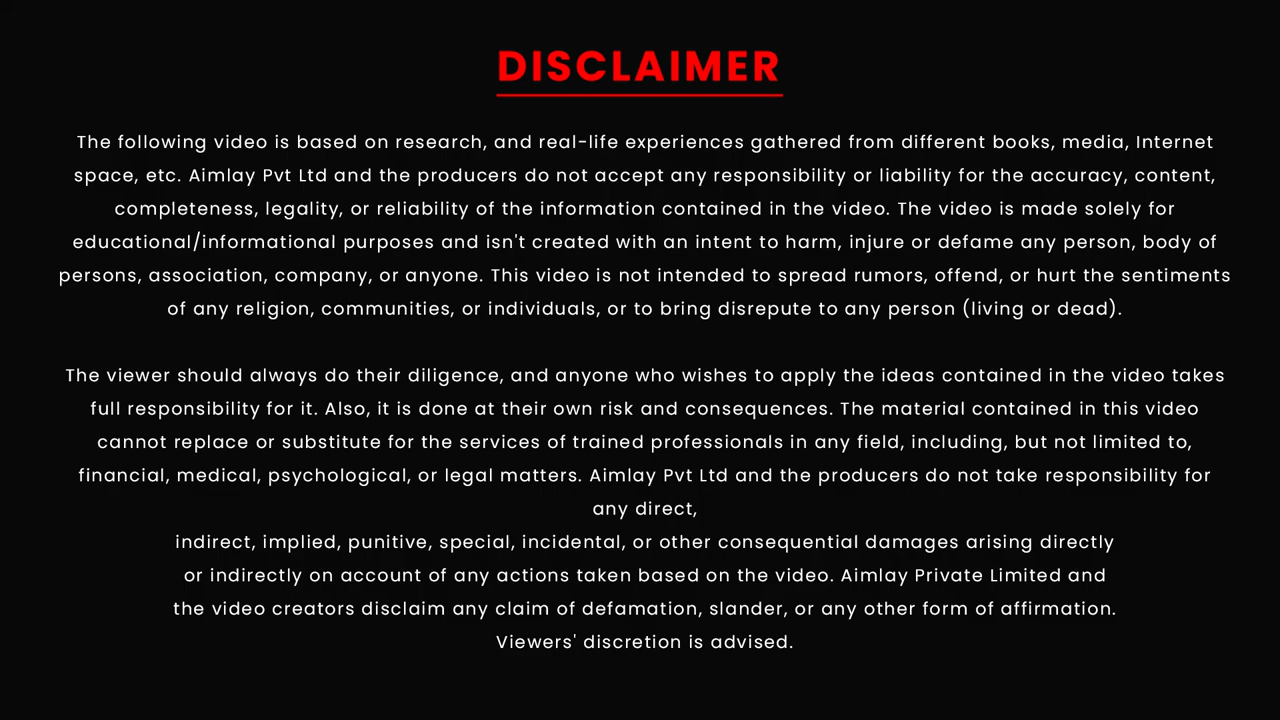 DISCLAIMER
The following video is based on research, and real-life experiences gathered from different books, media, Internet
space, etc. Aimlay Pvt Ltd and the producers do not accept any responsibility or liability for the accuracy, content,
completeness, legality, or reliability of the information contained in the video. The video is made solely for
educational/informational purposes and isn't created with an intent to harm, injure or defame any person, body of
persons, association, company, or anyone. This video is not intended to spread rumors, offend, or hurt the sentiments
of any religion, communities, or individuals, or to bring disrepute to any person (living or dead).
The viewer should always do their diligence, and anyone who wishes to apply the ideas contained in the video takes
full responsibility for it. Also, it is done at their own risk and consequences. The material contained in this video
cannot replace or substitute for the services of trained professionals in any field, including, but not limited to,
financial, medical, psychological, or legal matters. Aimlay Pvt Ltd and the producers do not take responsibility for
any direct,
indirect, implied, punitive, special, incidental, or other consequential damages arising directly
or indirectly on account of any actions taken based on the video. Aimlay Private Limited and
the video creators disclaim any claim of defamation, slander, or any other form of affirmation.
Viewers' discretion is advised.